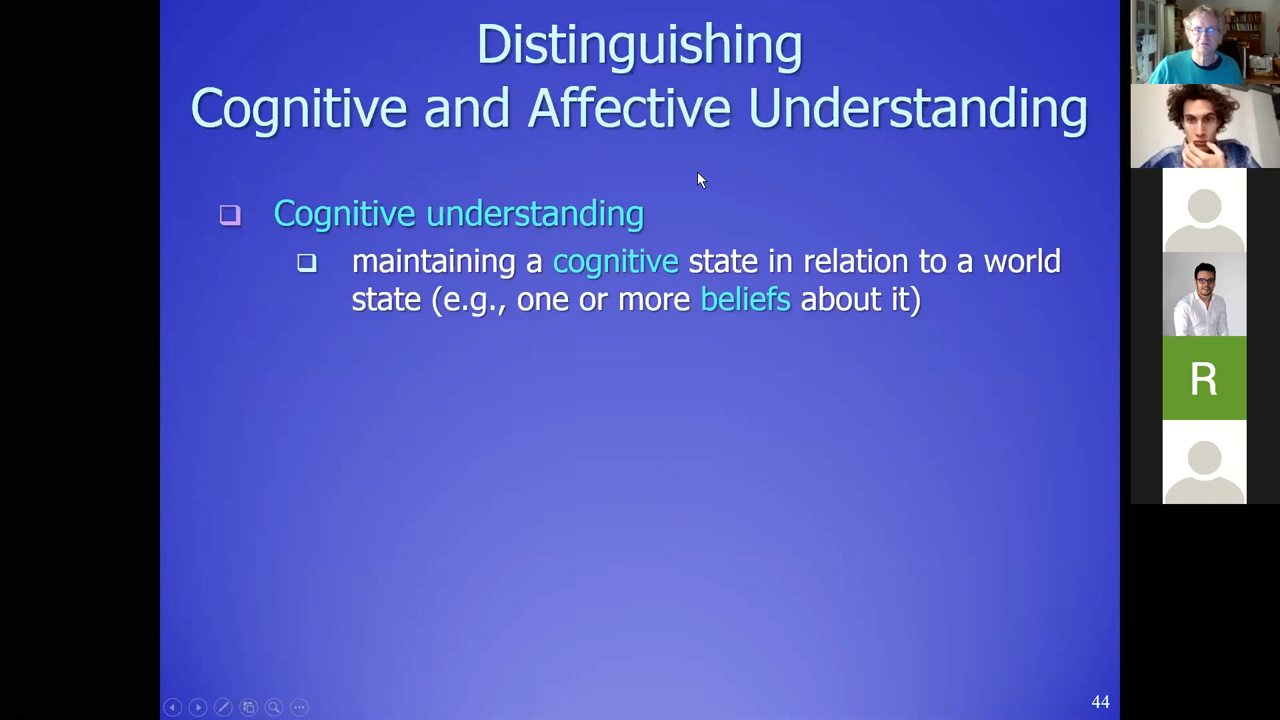 Distinguishing
Cognitive and Affective Understanding
Cognitive understanding
maintaining a cognitive state in relation to a world
state (e.g., one or more beliefs about it)
R
44